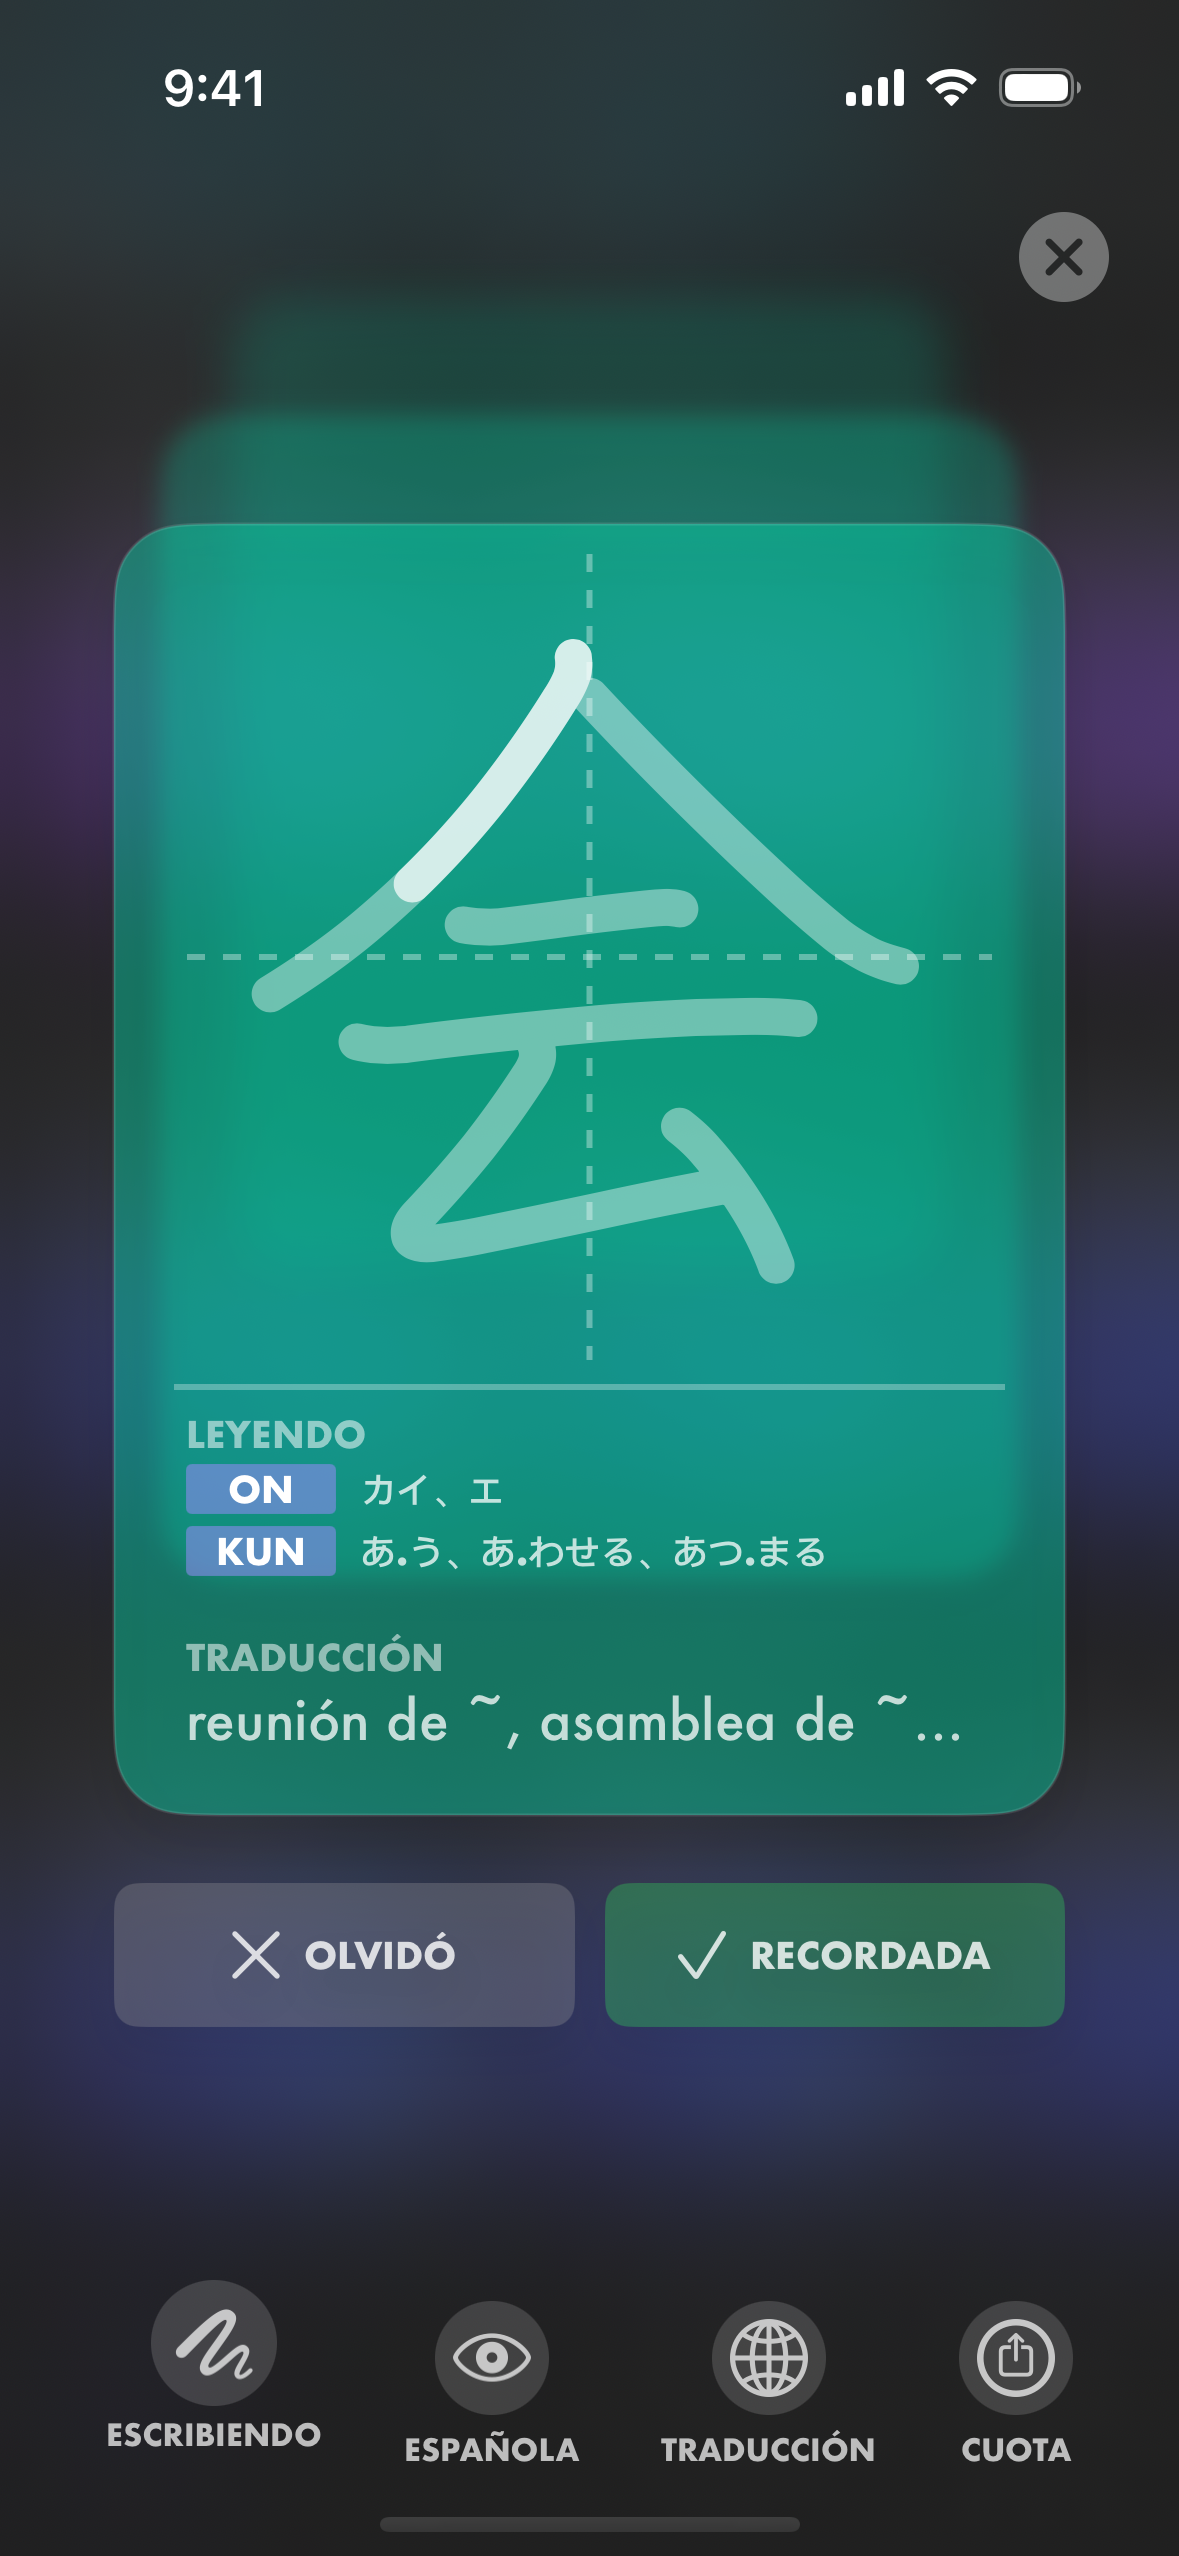 9:41
会
LEYENDO
ON カイ、エ
KUN あ.う、あ.わせる、あつ.まる
TRADUCCIÓN
reunión de ~, asamblea de ~...
OLVIDÓ
RECORDADA
ESCRIBIENDO
ESPAÑOLA
TRADUCCIÓN
CUOTA